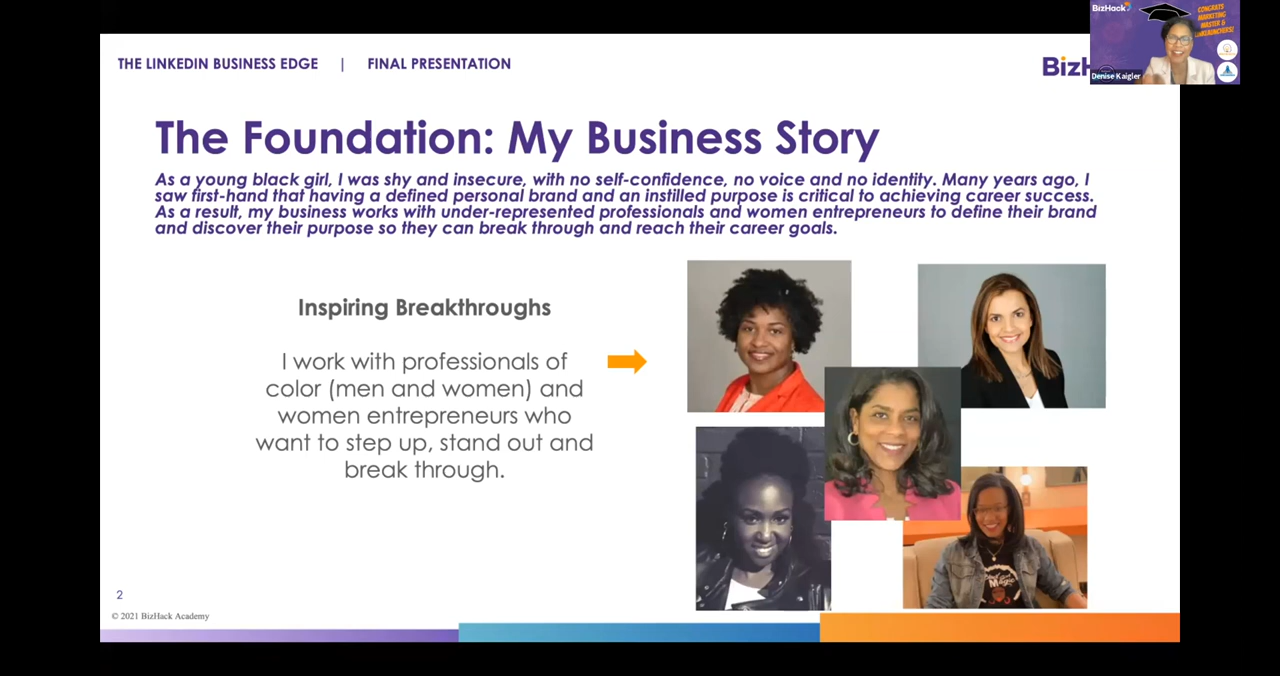 THE LINKEDIN BUSINESS EDGE | FINAL PRESENTATION
BizH
BizHack
CONGRATS
MARKETING
MASTER &
Denise Kaigler
The Foundation: My Business Story
As a young black girl, I was shy and insecure, with no self-confidence, no voice and no identity. Many years ago, I
saw first-hand that having a defined personal brand and an instilled purpose is critical to achieving career success.
As a result, my business works with under-represented professionals and women entrepreneurs to define their brand
and discover their purpose so they can break through and reach their career goals.
Inspiring Breakthroughs
I work with professionals of
color (men and women) and
women entrepreneurs who
want to step up, stand out and
break through.
Magic
2
© 2021 BizHack Academy